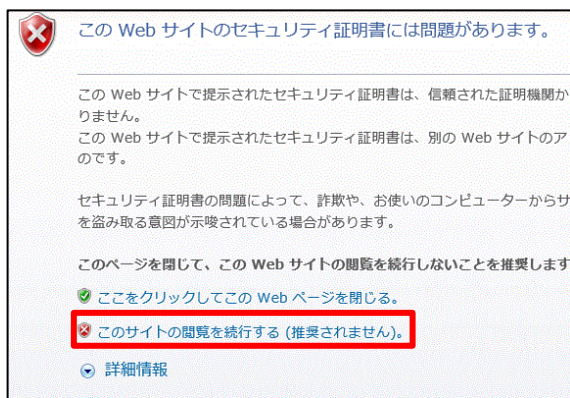 この Web サイトのセキュリティ証明書には問題があります。
この Web サイトで提示されたセキュリティ証明書は、信頼された証明機関か
りません。
この Web サイトで提示されたセキュリティ証明書は、別の Web サイトのア
のです。
セキュリティ証明書の問題によって、詐欺や、お使いのコンピューターからサ
を盗み取る意図が示唆されている場合があります。
このページを閉じて、この Web サイトの閲覧を続行しないことを推奨します
ここをクリックしてこの Web ページを閉じる。
このサイトの閲覧を続行する (推奨されません)。
詳細情報